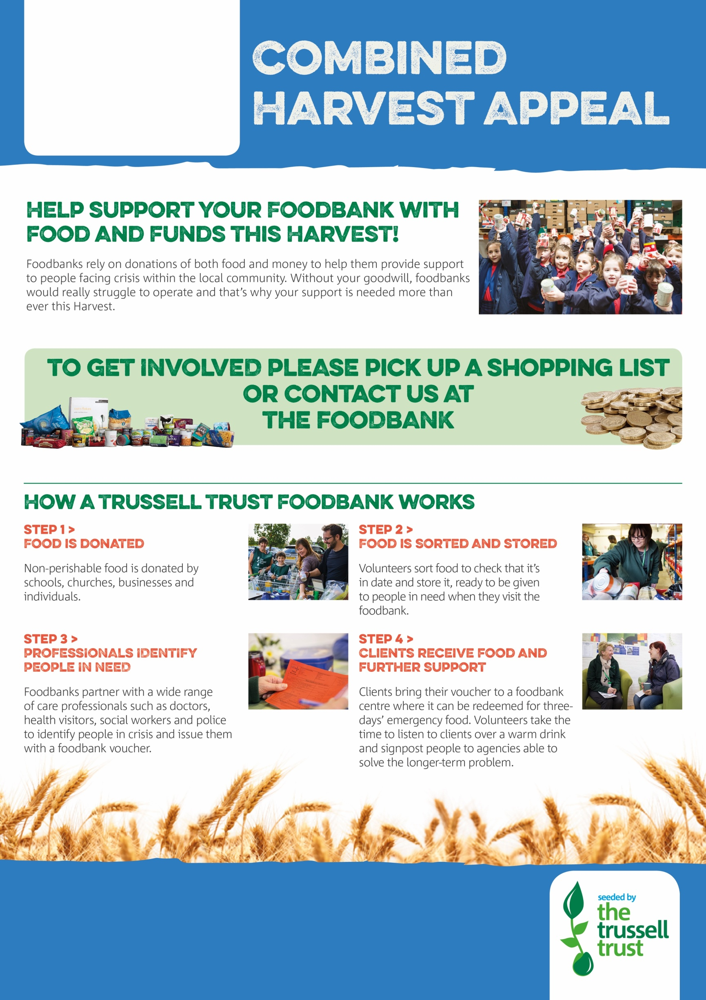 COMBINED
HARVEST APPEAL
HELP SUPPORT YOUR FOODBANK WITH
FOOD AND FUNDS THIS HARVEST!
Foodbanks rely on donations of both food and money to help them provide support
to people facing crisis within the local community. Without your goodwill, foodbanks
would really struggle to operate and that's why your support is needed more than
ever this Harvest.
TO GET INVOLVED PLEASE PICK UP A SHOPPING LIST
OR CONTACT US AT
THE FOODBANK
corn flakes
Smash
HOW A TRUSSELL TRUST FOODBANK WORKS
STEP 1 >
FOOD IS DONATED
Non-perishable food is donated by
schools, churches, businesses and
individuals.
STEP 2 >
FOOD IS SORTED AND STORED
Volunteers sort food to check that it's
in date and store it, ready to be given
to people in need when they visit the
foodbank.
STEP 3 >
PROFESSIONALS IDENTIFY
PEOPLE IN NEED
Foodbanks partner with a wide range
of care professionals such as doctors,
health visitors, social workers and police
to identify people in crisis and issue them
with a foodbank voucher.
STEP 4 >
CLIENTS RECEIVE FOOD AND
FURTHER SUPPORT
Clients bring their voucher to a foodbank
centre where it can be redeemed for three-
days' emergency food. Volunteers take the
time to listen to clients over a warm drink
and signpost people to agencies able to
solve the longer-term problem.
seeded by
the
trussell
trust